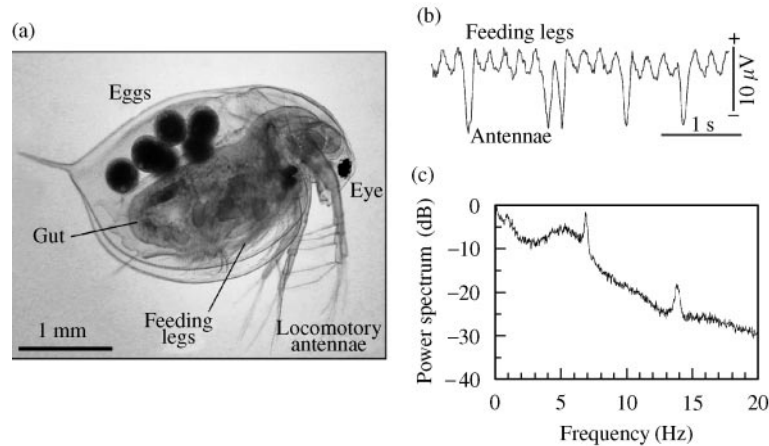 (a)
Eggs
Eye
Gut
Feeding
legs
Locomotory
antennae
1 mm
(b)
Feeding legs
Antennae
+
10 μV
−
1 s
(c)
Power spectrum (dB)
0
−10
−20
−30
−40
0
5
10
15
20
Frequency (Hz)